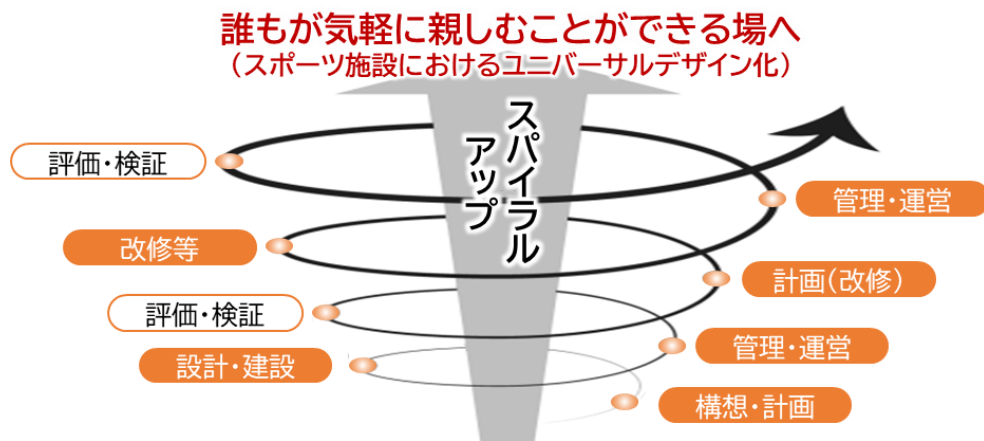 誰もが気軽に親しむことができる場へ
（スポーツ施設におけるユニバーサルデザイン化）
スパイラル
アップ
評価・検証
管理・運営
改修等
計画（改修）
評価・検証
管理・運営
設計・建設
構想・計画